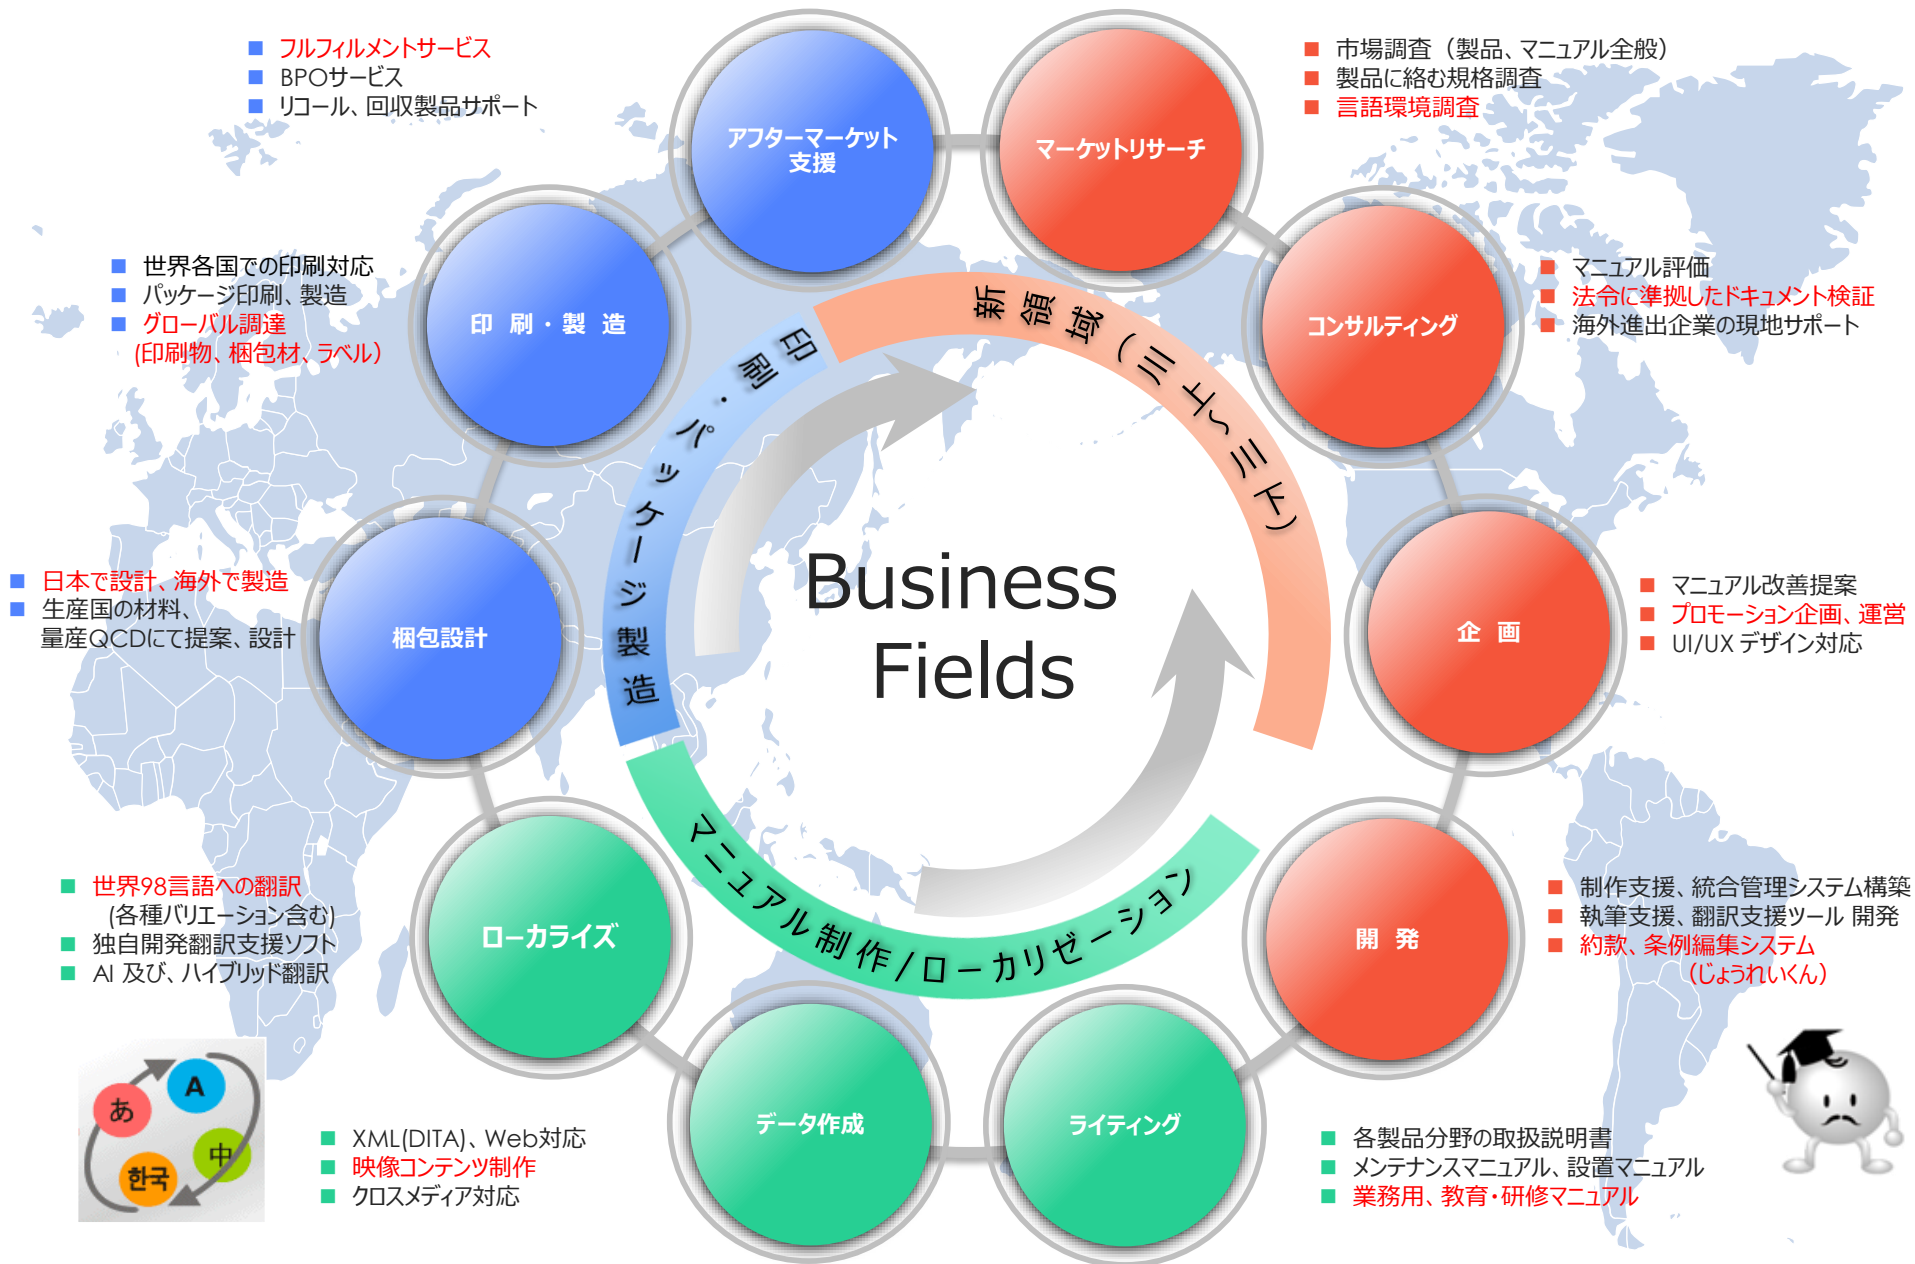 フルフィルメントサービス
BPOサービス
リコール、回収製品サポート
アフターマーケット
支援
マーケットリサーチ
市場調査（製品、マニュアル全般）
製品に絡む規格調査
言語環境調査
世界各国での印刷対応
パッケージ印刷、製造
グローバル調達
(印刷物、梱包材、ラベル）
印 刷・製 造
コンサルティング
マニュアル評価
法令に準拠したドキュメント検証
海外進出企業の現地サポート
新領域（川上～川下）
印刷・パッケージ製造
Business
Fields
日本で設計、海外で製造
生産国の材料、
量産QCDにて提案、設計
梱包設計
企 画
マニュアル改善提案
プロモーション企画、運営
UI/UX デザイン対応
マニュアル制作/ローカリゼーション
世界98言語への翻訳
(各種バリエーション含む)
独自開発翻訳支援ソフト
AI 及び、ハイブリッド翻訳
ローカライズ
開 発
制作支援、統合管理システム構築
執筆支援、翻訳支援ツール 開発
約款、条例編集システム
（じょうれいくん）
あ
A
中
한국
XML(DITA)、Web対応
映像コンテンツ制作
クロスメディア対応
データ作成
ライティング
各製品分野の取扱説明書
メンテナンスマニュアル、設置マニュアル
業務用、教育・研修マニュアル